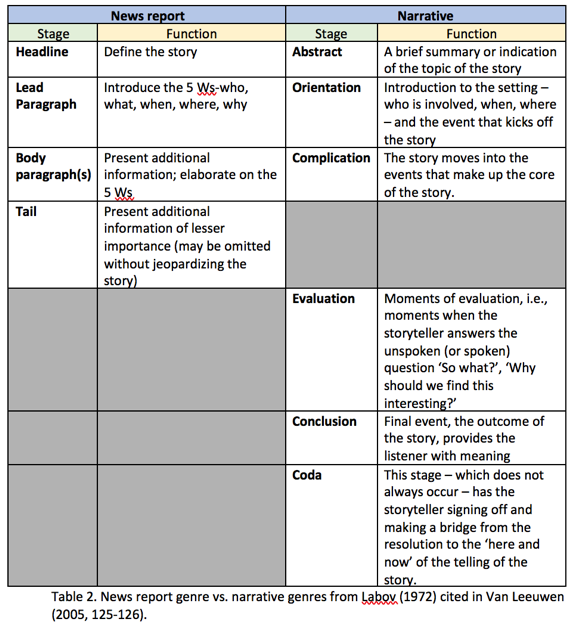 News report
Narrative
Stage
Function
Stage
Function
Headline
Define the story
Abstract
A brief summary or indication
of the topic of the story
Lead
Paragraph
Introduce the 5 Ws-who,
what, when, where, why
Orientation
Introduction to the setting –
who is involved, when, where
– and the event that kicks off
the story
Body
paragraph(s)
Present additional
information; elaborate on the
5 Ws
Complication
The story moves into the
events that make up the core
of the story.
Tail
Present additional
information of lesser
importance (may be omitted
without jeopardizing the
story)
Evaluation
Moments of evaluation, i.e.,
moments when the
storyteller answers the
unspoken (or spoken)
question ‘So what?’, ‘Why
should we find this
interesting?’
Conclusion
Final event, the outcome of
the story, provides the
listener with meaning
Coda
This stage – which does not
always occur – has the
storyteller signing off and
making a bridge from the
resolution to the ‘here and
now’ of the telling of the
story.
Table 2. News report genre vs. narrative genres from Labov (1972) cited in Van Leeuwen
(2005, 125-126).